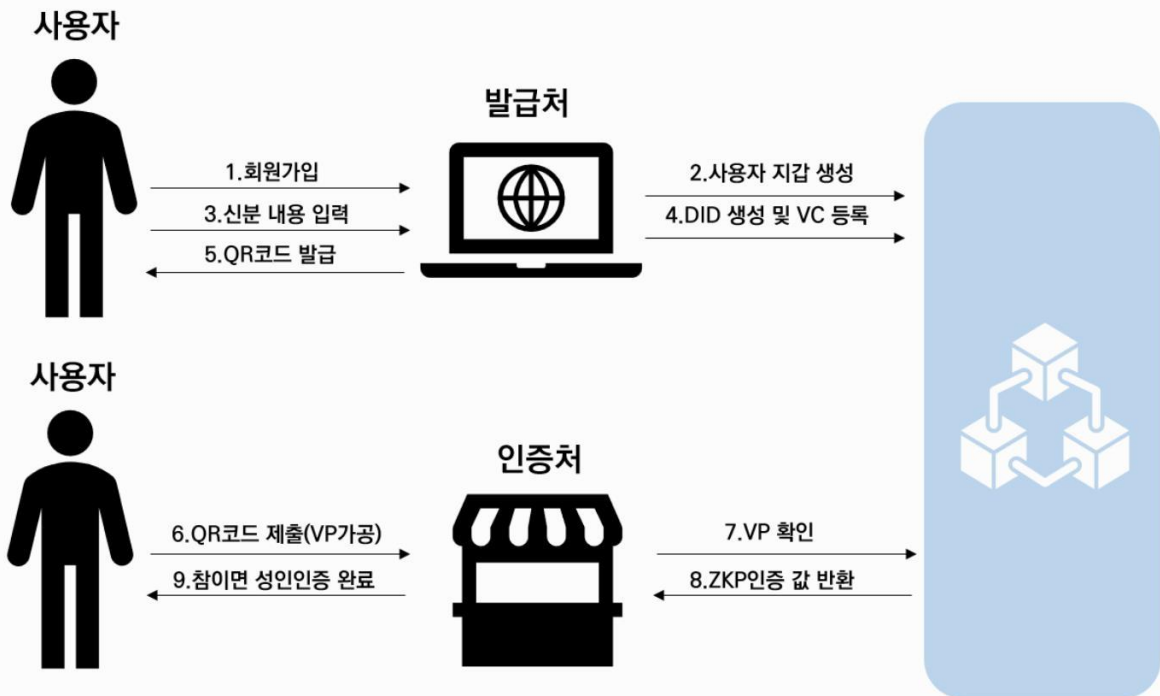 사용자
발급처
1.회원가입
2.사용자 지갑 생성
3.신분 내용 입력
4.DID 생성 및 VC 등록
5.QR코드 발급
사용자
인증처
6.QR코드 제출(VP가공)
7.VP 확인
9.참이면 성인인증 완료
8.ZKP인증 값 반환